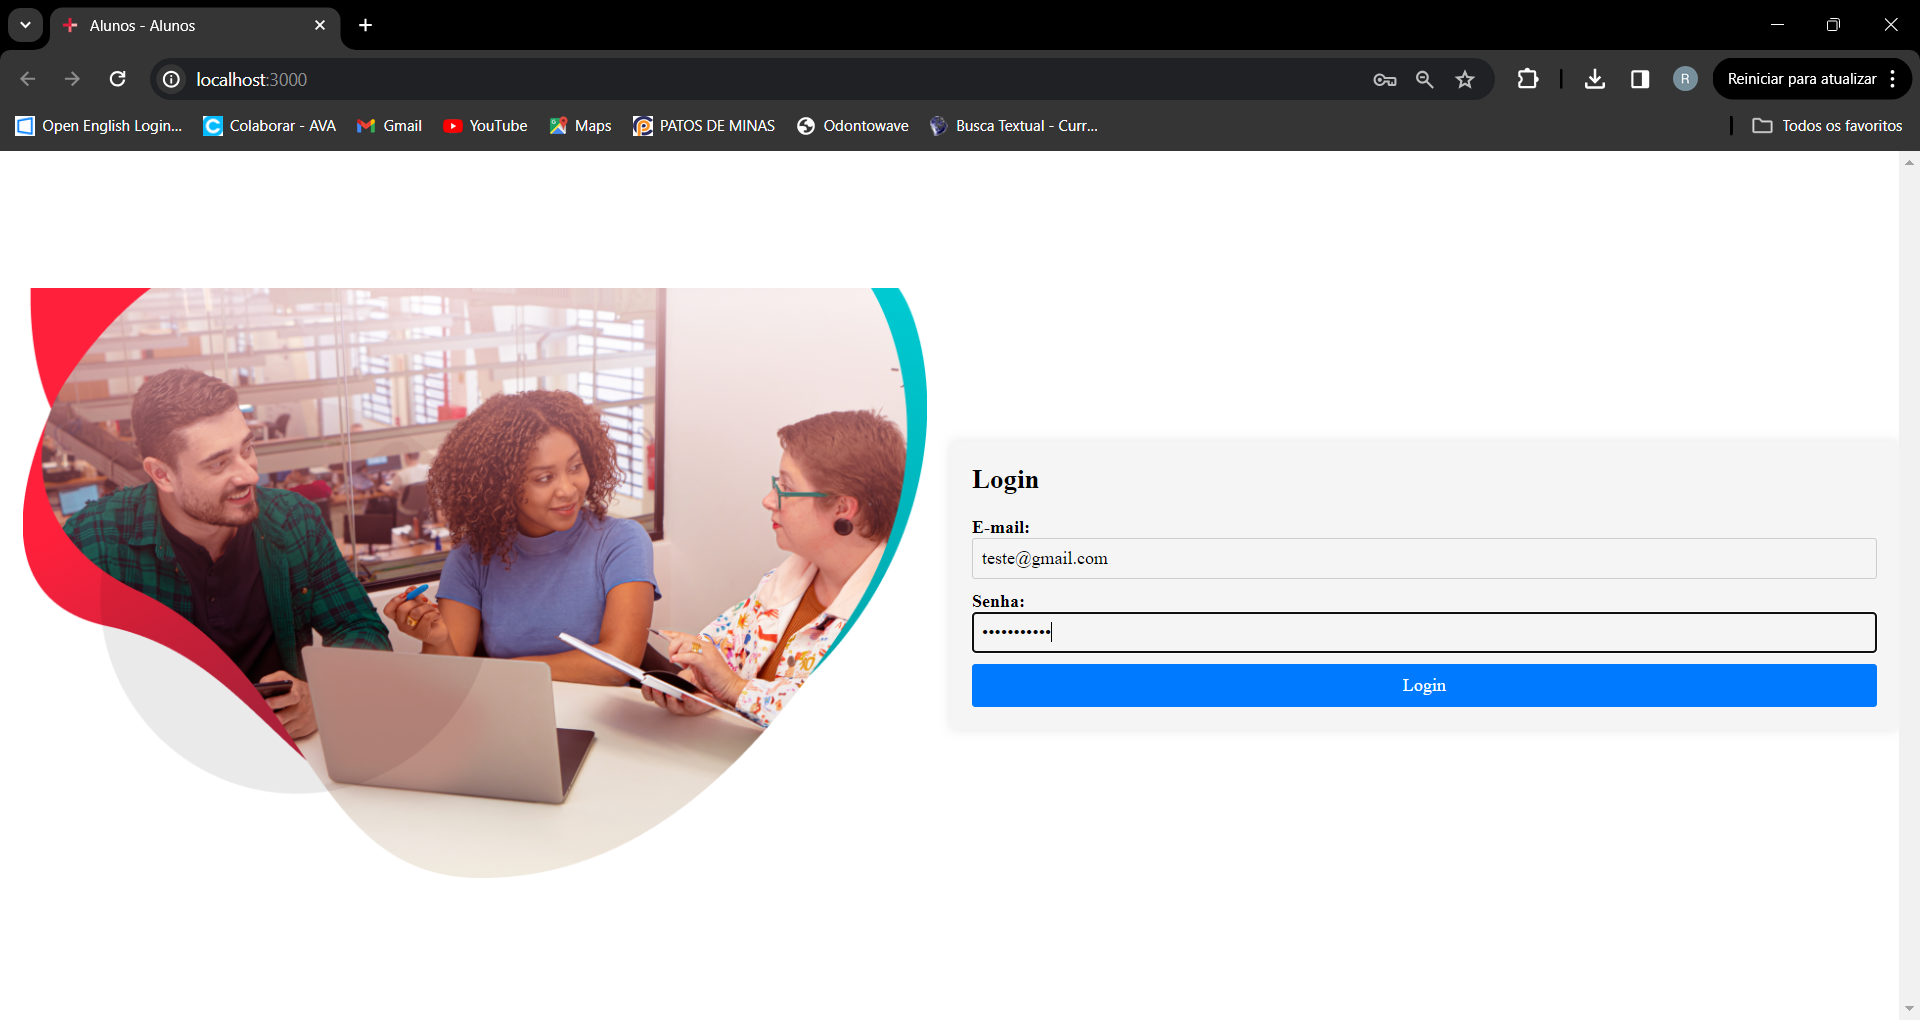 Alunos - Alunos
localhost:3000
R
Reiniciar para atualizar
Open English Login...
Colaborar - AVA
Gmail
YouTube
Maps
PATOS DE MINAS
Odontowave
Busca Textual - Curr...
Todos os favoritos
Login
E-mail:
teste@gmail.com
Senha:
•••••••••••
Login